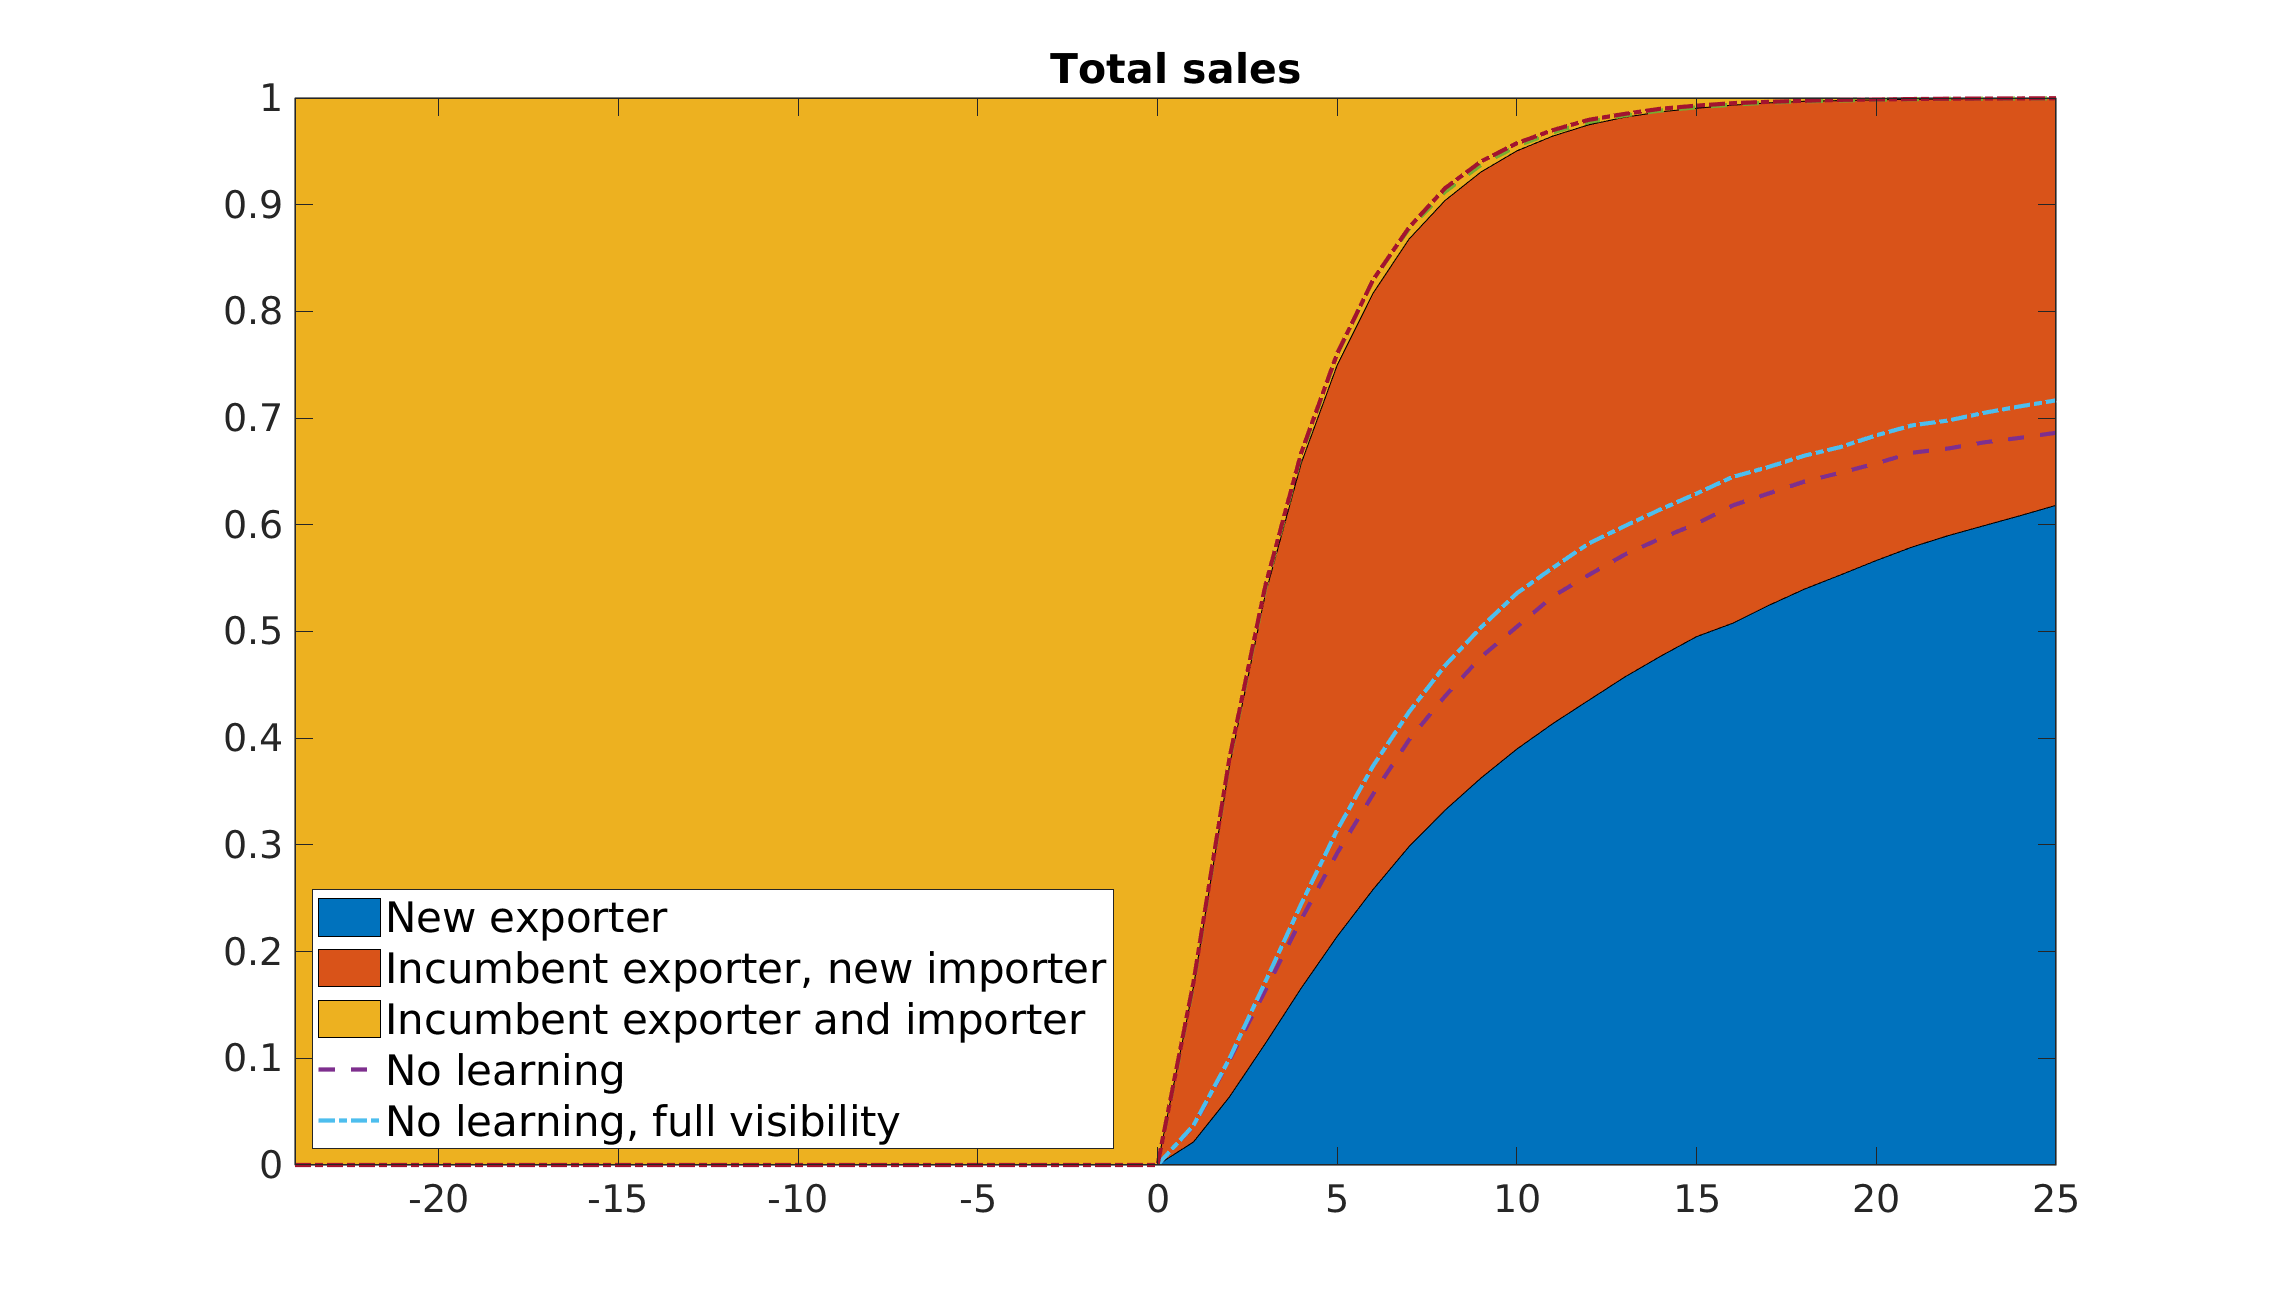 Total sales
1
0.9
0.8
0.7
0.6
0.5
0.4
0.3
0.2
0.1
0
New exporter
Incumbent exporter, new importer
Incumbent exporter and importer
No learning
No learning, full visibility
-20 -15 -10 -5 0 5 10 15 20 25